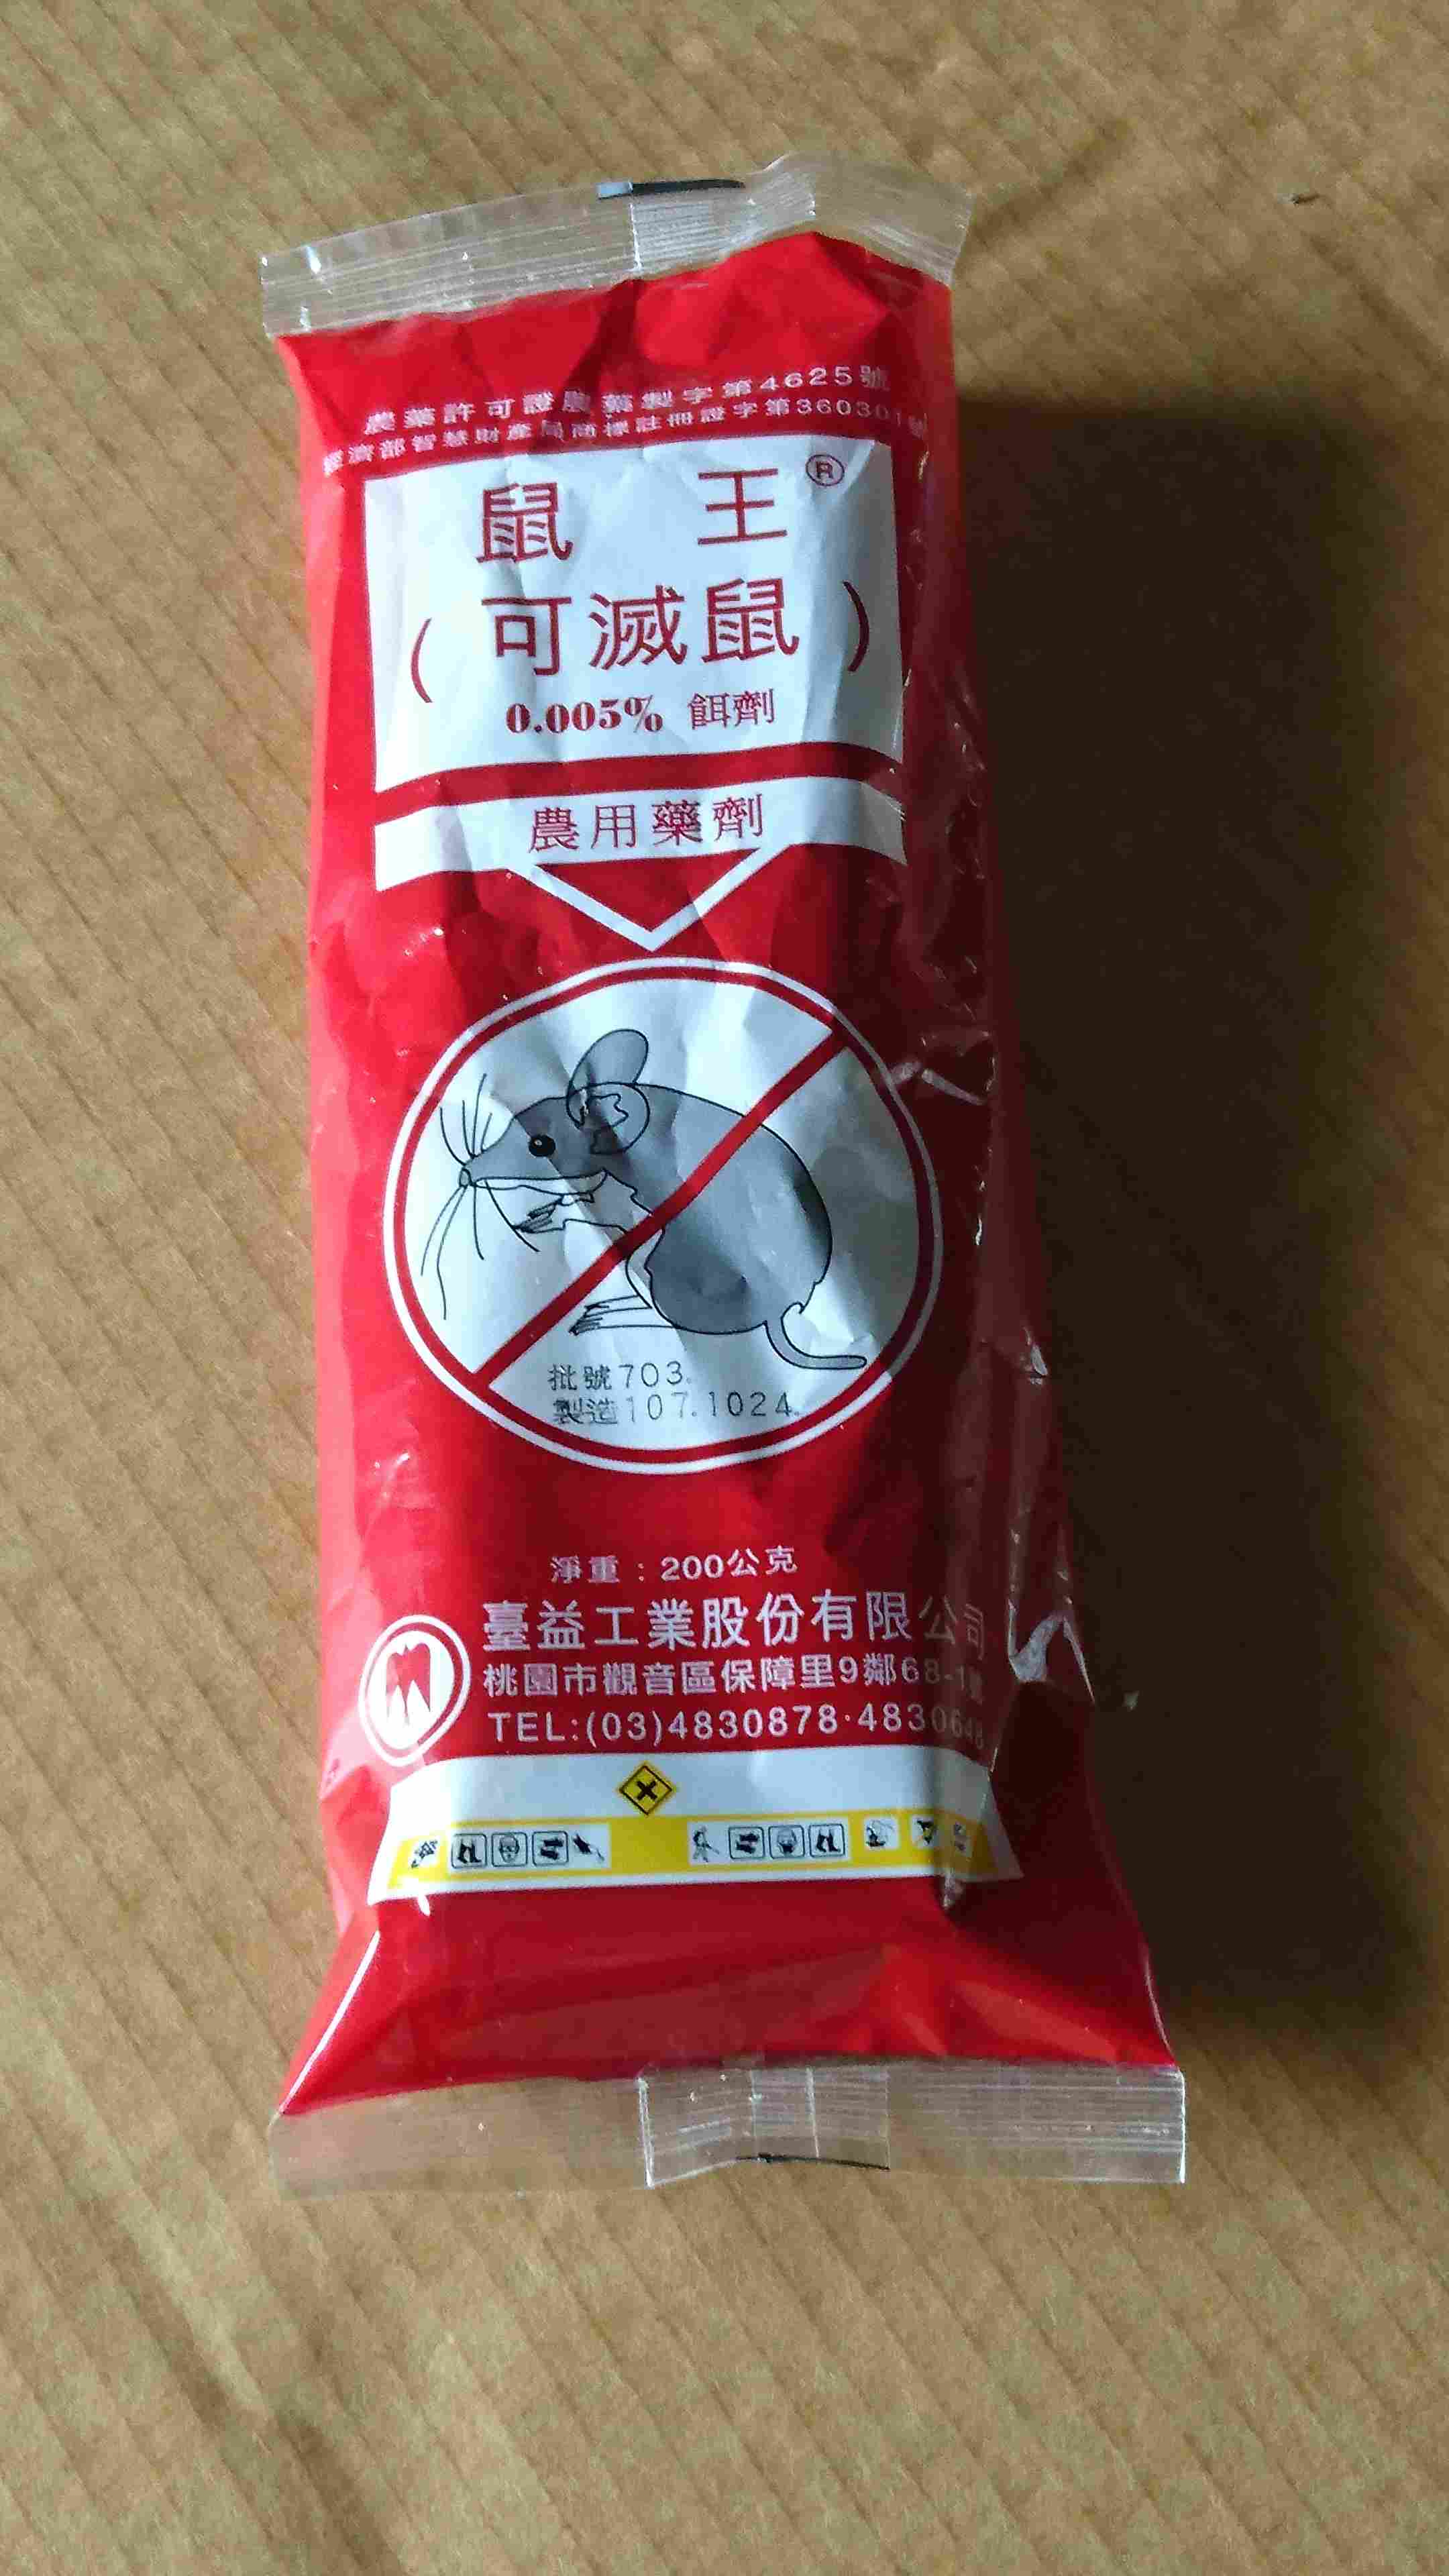 農藥許可證農藥製字第4625號
經濟部智慧財產局商標註冊證字第360301號
鼠 王®
(可滅鼠)
0.005% 餌劑
農用藥劑
批號703.
製造107.1024.
淨重：200公克
臺益工業股份有限公司
桃園市觀音區保障里9鄰68-1號
TEL:(03)4830878·4830648